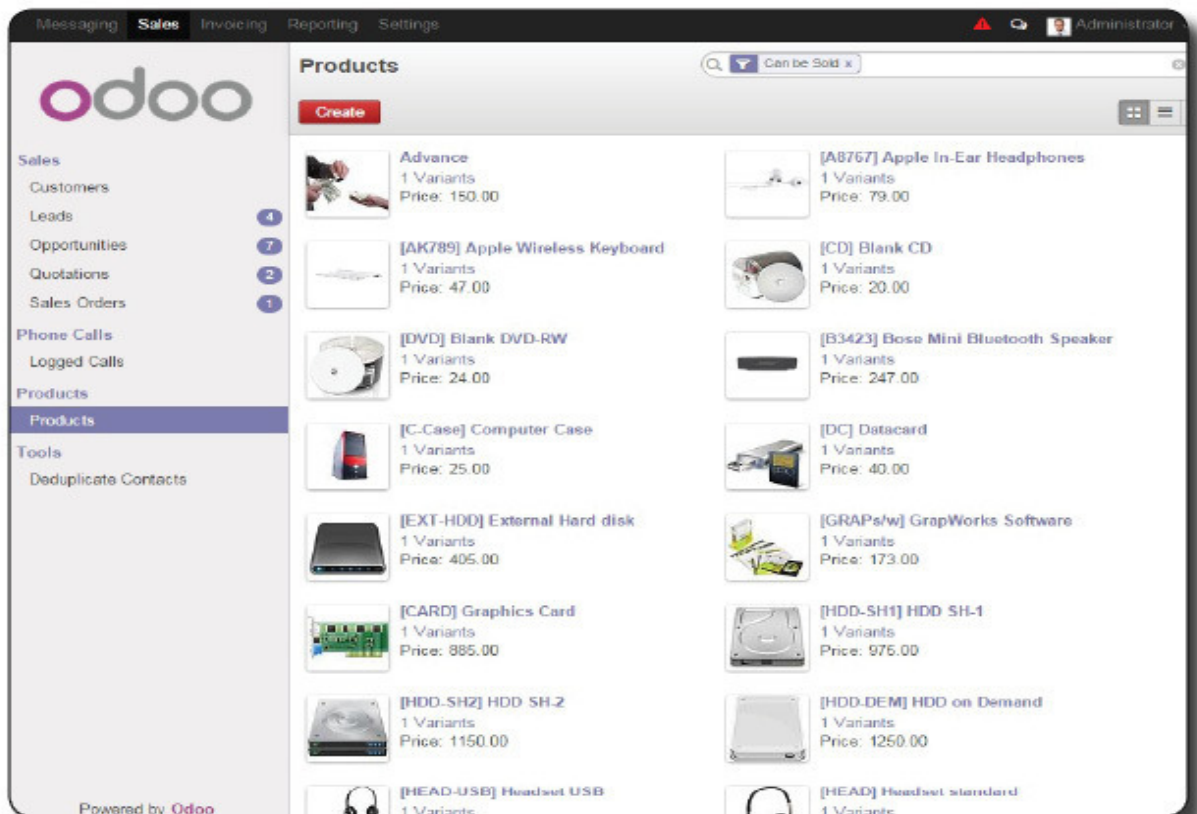 Messaging Sales Invoicing Reporting Settings Administrator
odoo
Products
Can be Sold x
Create
Sales
Customers
Leads 4
Opportunities 7
Quotations 2
Sales Orders 1
Phone Calls
Logged Calls
Products
Products
Tools
Deduplicate Contacts
Powered by Odoo
Advance
1 Variants
Price: 150.00
[A8767] Apple In-Ear Headphones
1 Variants
Price: 79.00
[AK789] Apple Wireless Keyboard
1 Variants
Price: 47.00
[CD] Blank CD
1 Variants
Price: 20.00
[DVD] Blank DVD-RW
1 Variants
Price: 24.00
[B3423] Bose Mini Bluetooth Speaker
1 Variants
Price: 247.00
[C-Case] Computer Case
1 Variants
Price: 25.00
[DC] Datacard
1 Variants
Price: 40.00
[EXT-HDD] External Hard disk
1 Variants
Price: 405.00
[GRAPs/w] GrapWorks Software
1 Variants
Price: 173.00
[CARD] Graphics Card
1 Variants
Price: 885.00
[HDD-SH1] HDD SH-1
1 Variants
Price: 975.00
[HDD-SH2] HDD SH-2
1 Variants
Price: 1150.00
[HDD-DEM] HDD on Demand
1 Variants
Price: 1250.00
[HEAD-USB] Headset USB
1 Variants
[HEAD] Headset standard
1 Variants